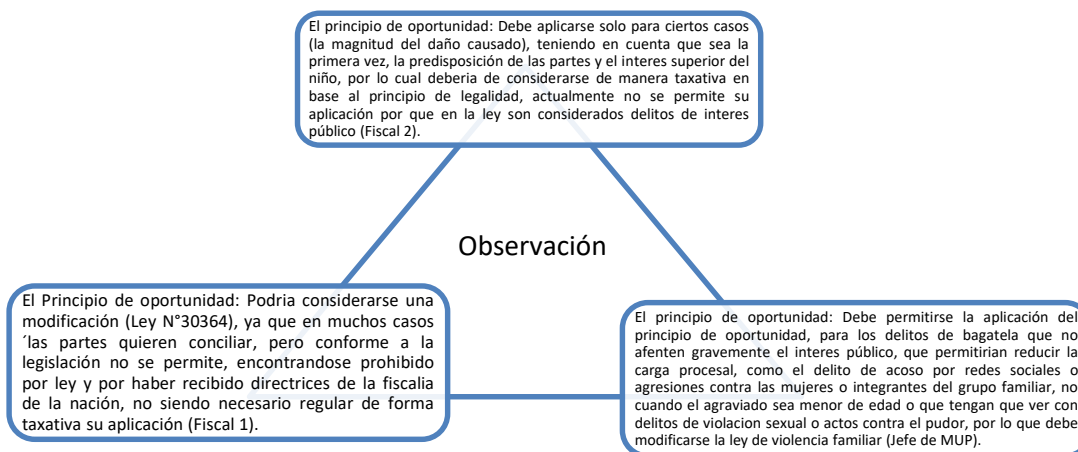 El principio de oportunidad: Debe aplicarse solo para ciertos casos
(la magnitud del daño causado), teniendo en cuenta que sea la
primera vez, la predisposición de las partes y el interes superior del
niño, por lo cual deberia de considerarse de manera taxativa en
base al principio de legalidad, actualmente no se permite su
aplicación por que en la ley son considerados delitos de interes
público (Fiscal 2).
Observación
El Principio de oportunidad: Podria considerarse una
modificación (Ley N°30364), ya que en muchos casos
´las partes quieren conciliar, pero conforme a la
legislación no se permite, encontrandose prohibido
por ley y por haber recibido directrices de la fiscalia
de la nación, no siendo necesario regular de forma
taxativa su aplicación (Fiscal 1).
El principio de oportunidad: Debe permitirse la aplicación del
principio de oportunidad, para los delitos de bagatela que no
afenten gravemente el interes público, que permitirian reducir la
carga procesal, como el delito de acoso por redes sociales o
agresiones contra las mujeres o integrantes del grupo familiar, no
cuando el agraviado sea menor de edad o que tengan que ver con
delitos de violacion sexual o actos contra el pudor, por lo que debe
modificarse la ley de violencia familiar (Jefe de MUP).